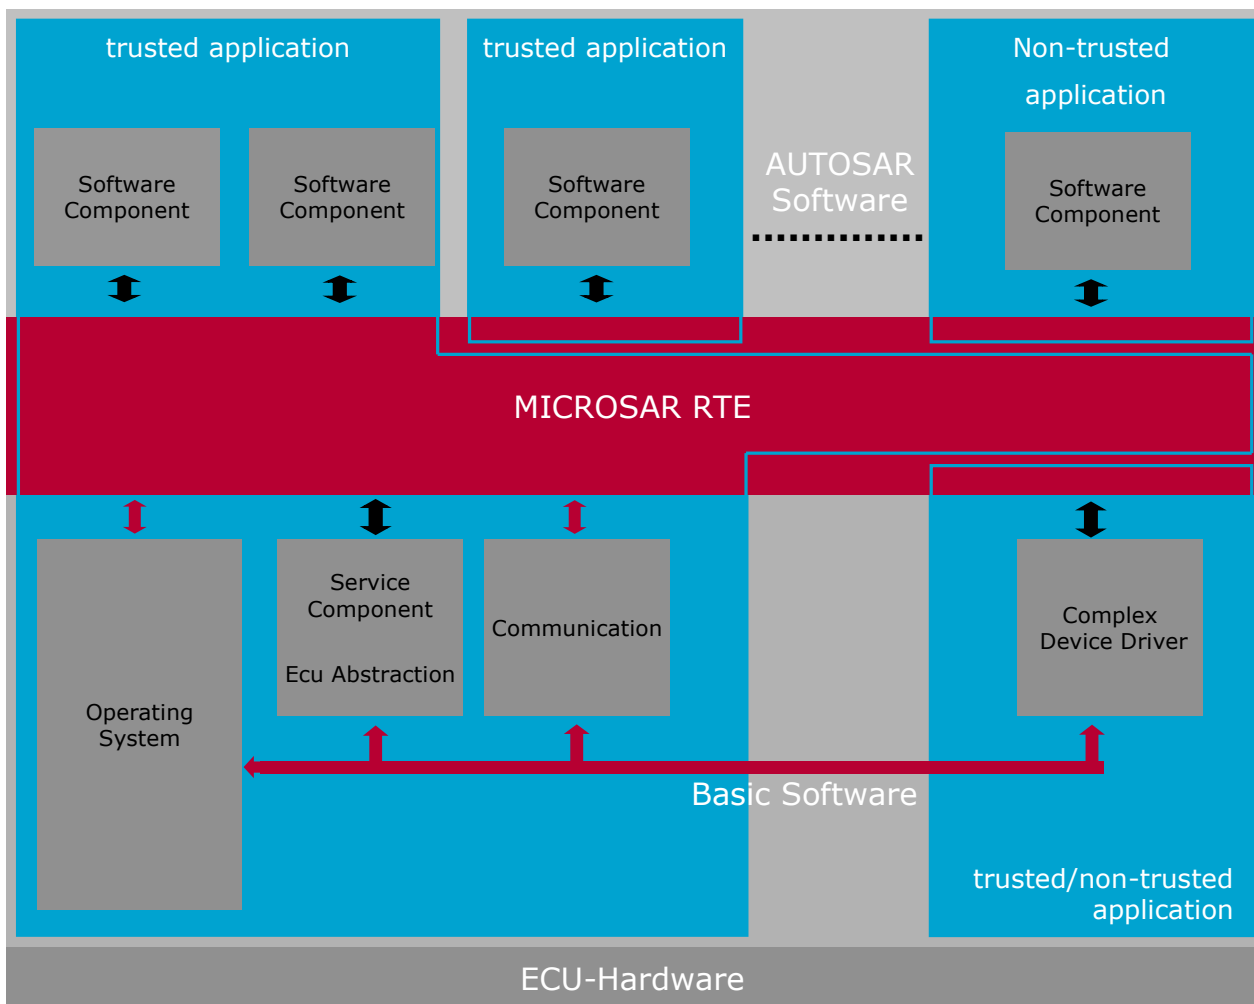 trusted application
trusted application
Non-trusted
application
Software
Component
Software
Component
Software
Component
AUTOSAR
Software
Software
Component
MICROSAR RTE
Operating
System
Service
Component
Ecu Abstraction
Communication
Complex
Device Driver
Basic Software
trusted/non-trusted
application
ECU-Hardware